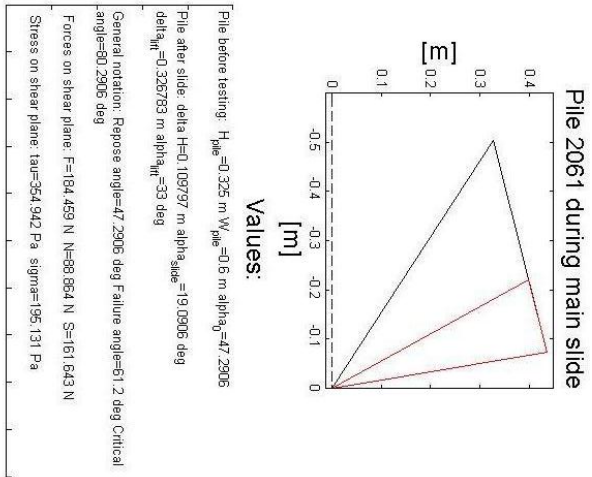 Pile 2061 during main slide
[m]
0.4
0.3
0.2
0.1
0
-0.5 -0.4 -0.3 -0.2 -0.1 0
[m]
Values:
Pile before testing: H_pile=0.325 m W_pile=0.6 m alpha_0=47.2906
Pile after slide: delta H=0.109797 m alpha_slide=19.0906 deg
delta_lift=0.326783 m alpha_lift=33 deg
General notation: Repose angle=47.2906 deg Failure angle=61.2 deg Critical
angle=80.2906 deg
Forces on shear plane: F=184.459 N N=88.864 N S=161.643 N
Stress on shear plane: tau=354.942 Pa sigma=195.131 Pa